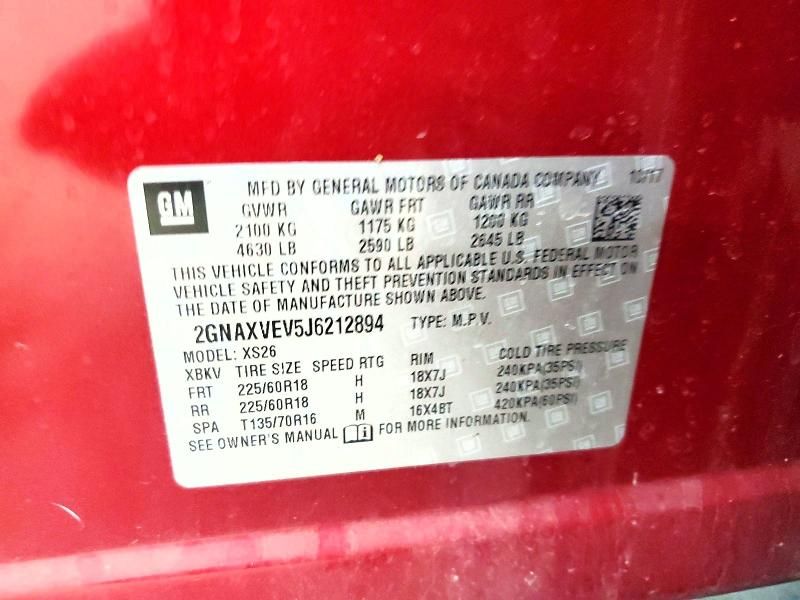 GM
MFD BY GENERAL MOTORS OF CANADA COMPANY 10/17
GVWR GAWR FRT GAWR RR
2100 KG 1175 KG 1200 KG
4630 LB 2590 LB 2645 LB
THIS VEHICLE CONFORMS TO ALL APPLICABLE U.S. FEDERAL MOTOR
VEHICLE SAFETY AND THEFT PREVENTION STANDARDS IN EFFECT ON
THE DATE OF MANUFACTURE SHOWN ABOVE.
2GNAXVEV5J6212894 TYPE: M.P.V.
MODEL: XS26
XBKV TIRE SIZE SPEED RTG RIM COLD TIRE PRESSURE
FRT 225/60R18 H 18X7J 240KPA(35PSI)
RR 225/60R18 H 18X7J 240KPA(35PSI)
SPA T135/70R16 M 16X4BT 420KPA(60PSI)
SEE OWNER'S MANUAL i FOR MORE INFORMATION.